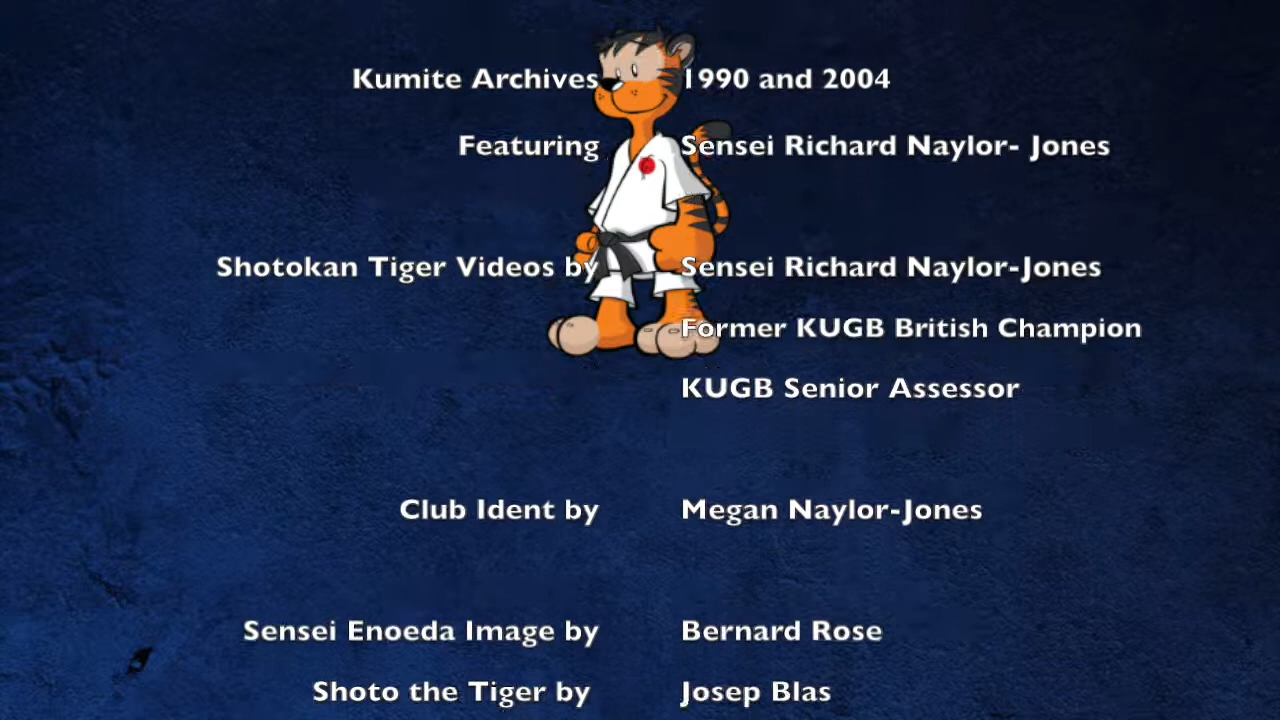 Kumite Archives 1990 and 2004
Featuring Sensei Richard Naylor- Jones
Shotokan Tiger Videos by Sensei Richard Naylor-Jones
Former KUGB British Champion
KUGB Senior Assessor
Club Ident by Megan Naylor-Jones
Sensei Enoeda Image by Bernard Rose
Shoto the Tiger by Josep Blas